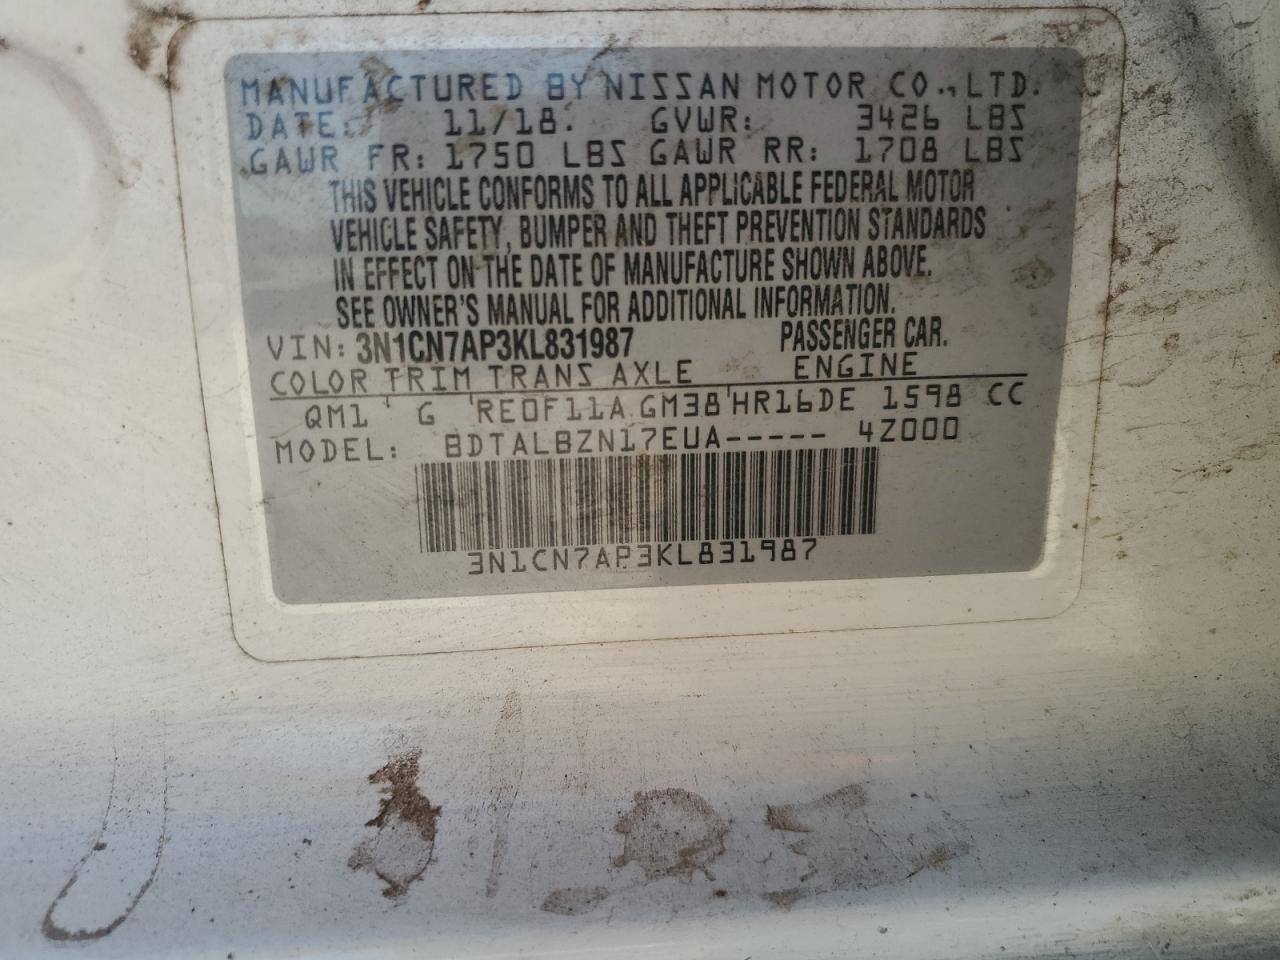 MANUFACTURED BY NISSAN MOTOR CO., LTD.
DATE: 11/18. GVWR: 3426 LBS
GAWR FR: 1750 LBS GAWR RR: 1708 LBS
THIS VEHICLE CONFORMS TO ALL APPLICABLE FEDERAL MOTOR
VEHICLE SAFETY, BUMPER AND THEFT PREVENTION STANDARDS
IN EFFECT ON THE DATE OF MANUFACTURE SHOWN ABOVE.
SEE OWNER'S MANUAL FOR ADDITIONAL INFORMATION.
VIN: 3N1CN7AP3KL831987 PASSENGER CAR.
COLOR TRIM TRANS AXLE ENGINE
QM1 ' G 'RE0F11A GM38'HR16DE 1598 CC
MODEL: BDTALBZN17EUA----- 4Z000
3N1CN7AP3KL831987